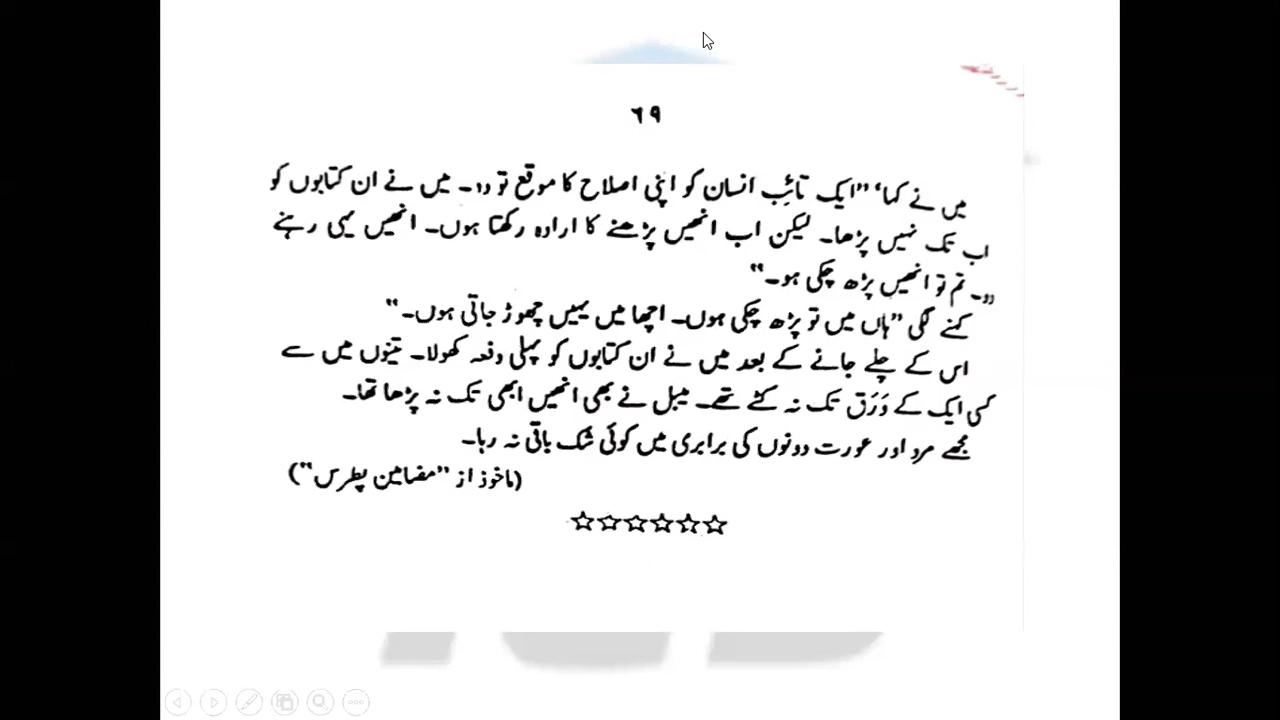 ۶۹
میں نے کہا‘ ”ایک تائِب انسان کو اپنی اصلاح کا موقع تو دو۔ میں نے ان کتابوں کو
اب تک نہیں پڑھا۔ لیکن اب انھیں پڑھنے کا ارادہ رکھتا ہوں۔ انھیں یہی رہنے
دو۔ تم تو انھیں پڑھ چکی ہو۔“
کہنے لگی ”ہاں میں تو پڑھ چکی ہوں۔ اچھا میں یہیں چھوڑ جاتی ہوں۔“
اس کے چلے جانے کے بعد میں نے ان کتابوں کو پہلی دفعہ کھولا۔ تینوں میں سے
کسی ایک کے وَرَق تک نہ کٹے تھے۔ میبل نے بھی انھیں ابھی تک نہ پڑھا تھا۔
مجھے مرد اور عورت دونوں کی برابری میں کوئی شک باقی نہ رہا۔
(ماخوذ از ”مضامین پطرس“)